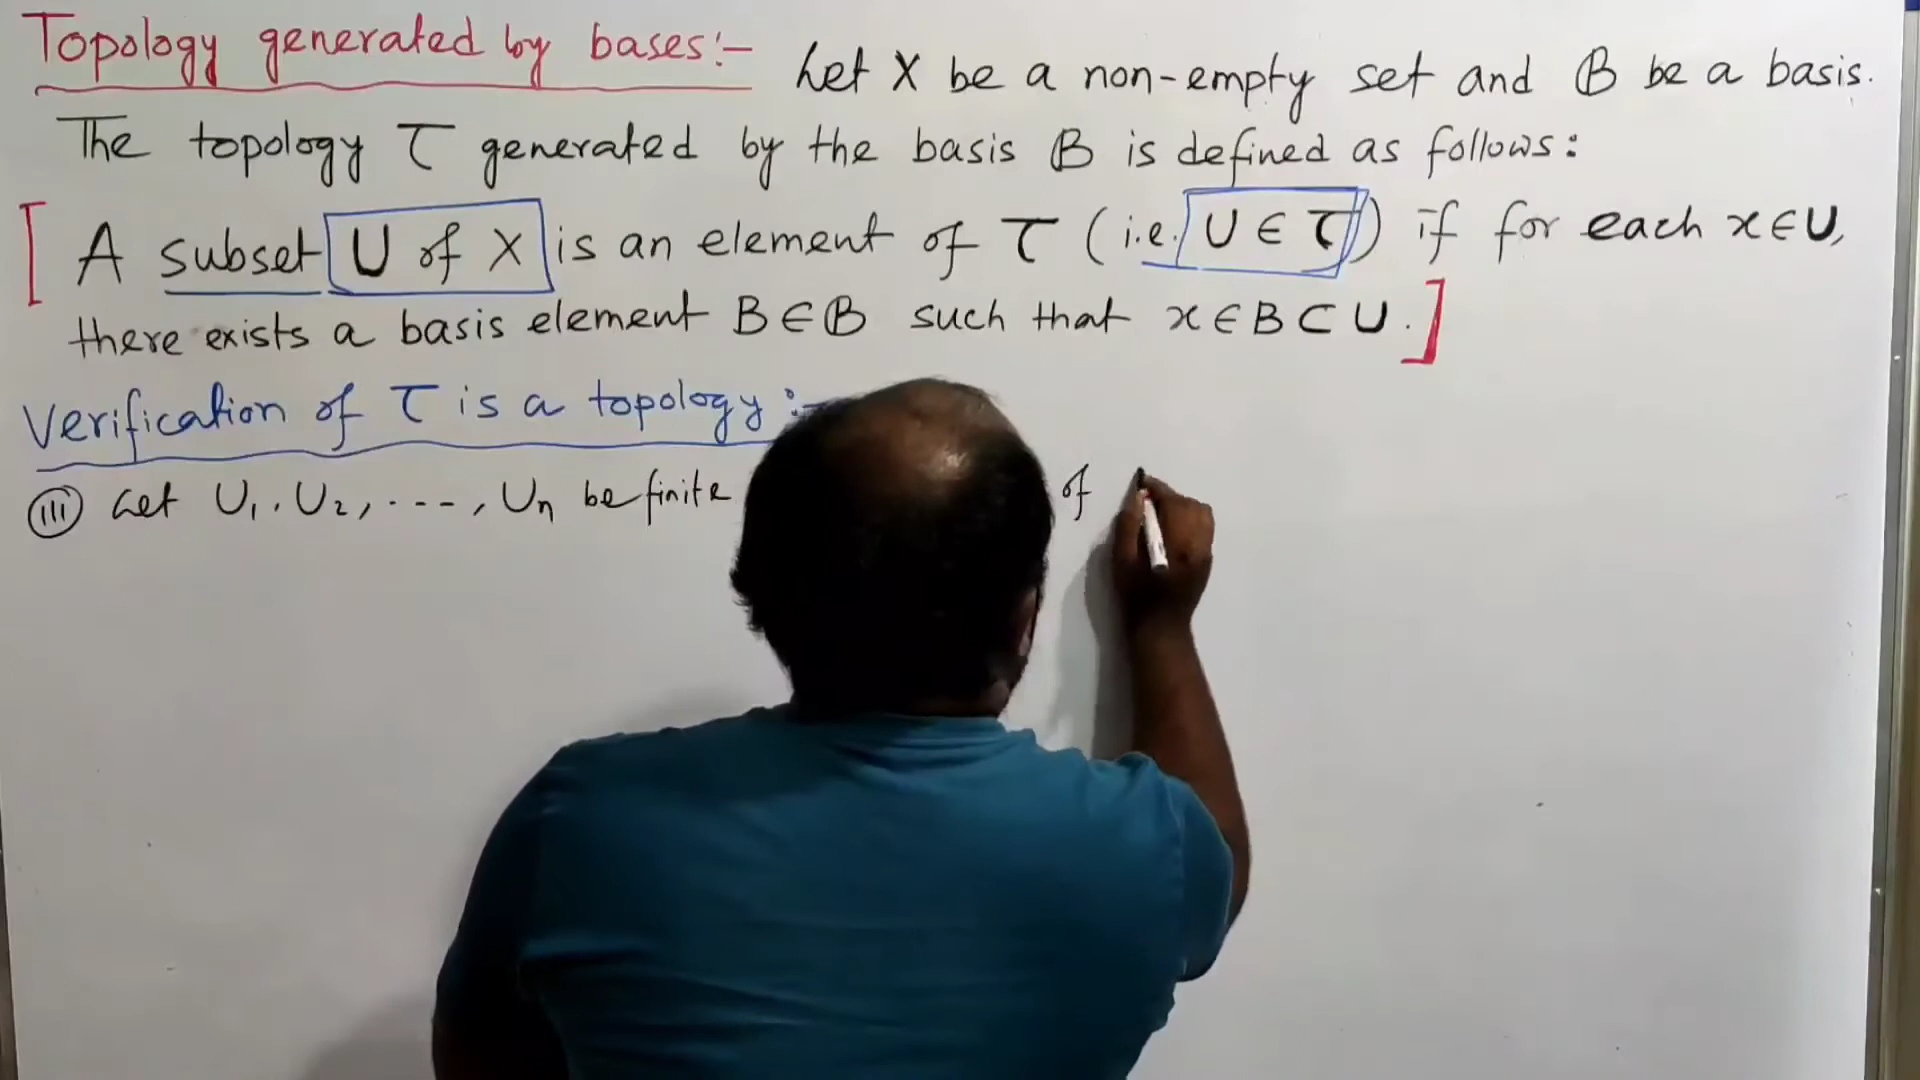 Topology generated by bases:- Let X be a non-empty set and B be a basis.
The topology τ generated by the basis B is defined as follows:
[ A subset U of X is an element of τ (i.e. U ∈ τ) if for each x∈U,
there exists a basis element B∈B such that x∈B⊂U. ]
Verification of τ is a topology:-
(iii) Let U₁, U₂, ----, Uₙ be finite of